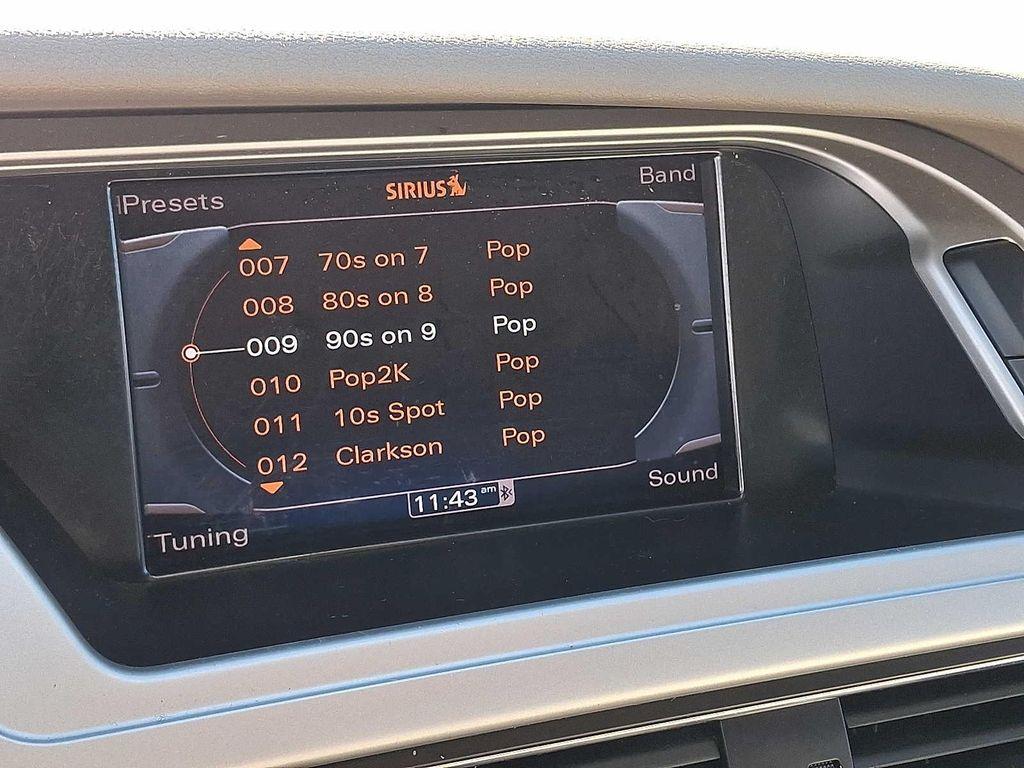 Presets SIRIUS Band
007 70s on 7 Pop
008 80s on 8 Pop
009 90s on 9 Pop
010 Pop2K Pop
011 10s Spot Pop
012 Clarkson Pop
Tuning 11:43 am Sound